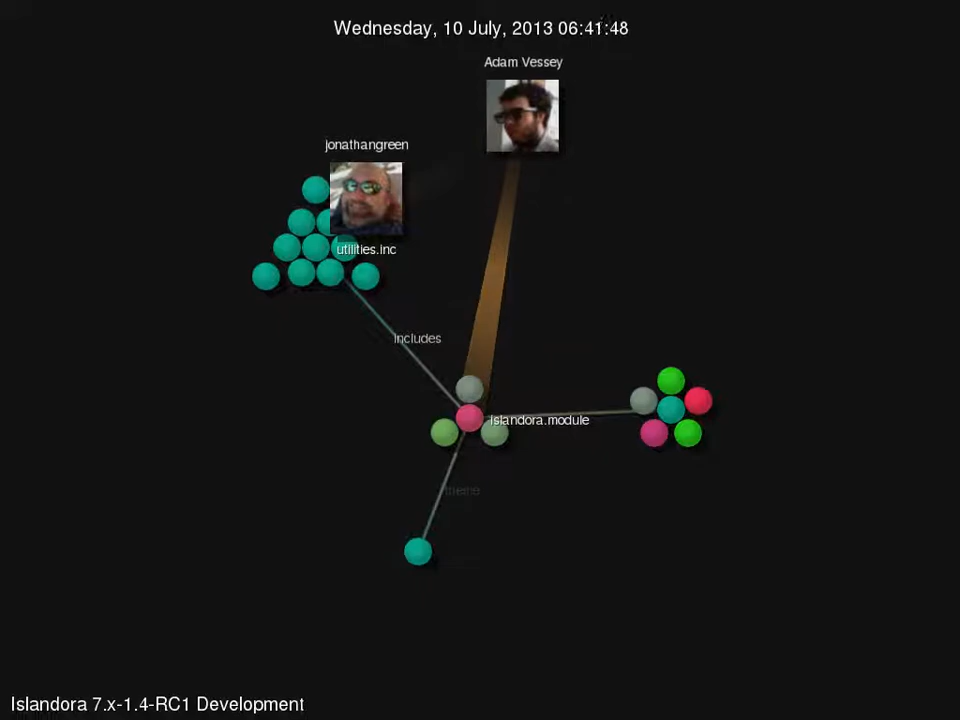 Wednesday, 10 July, 2013 06:41:48
Adam Vessey
jonathangreen
utilities.inc
includes
islandora.module
theme
Islandora 7.x-1.4-RC1 Development